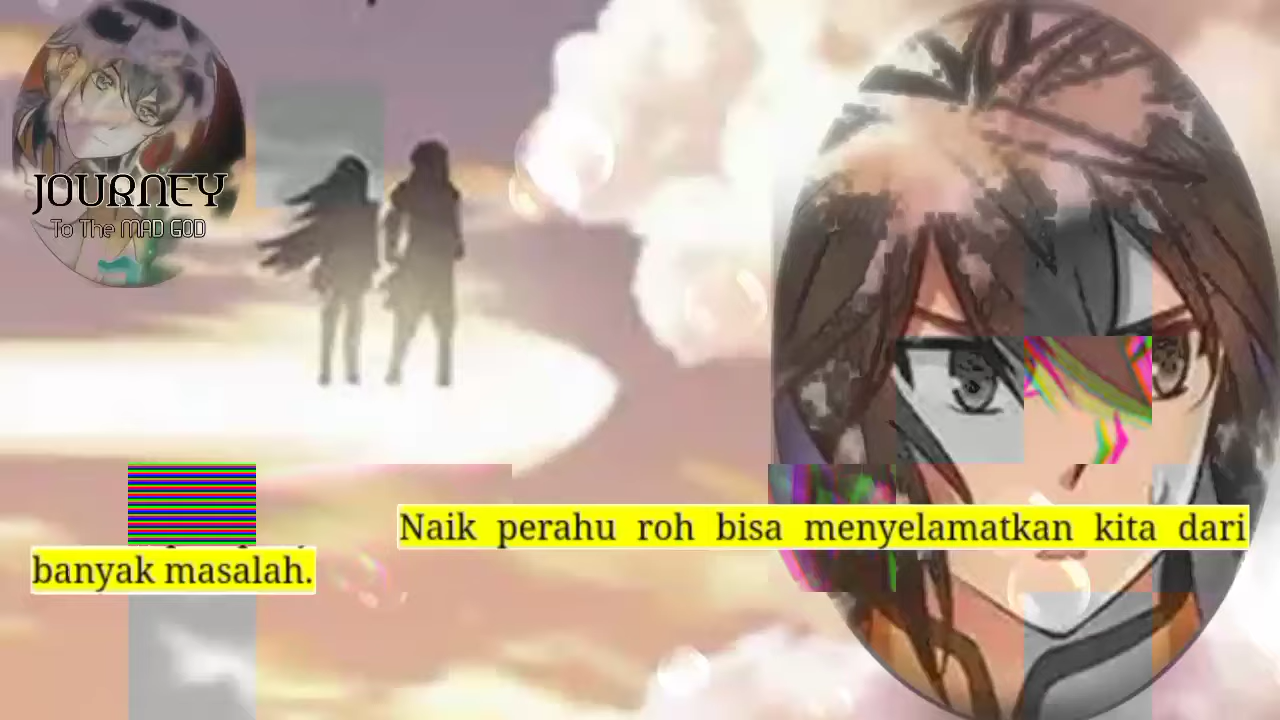 JOURNEY
To The MAD GOD
Naik perahu roh bisa menyelamatkan kita dari
banyak masalah.